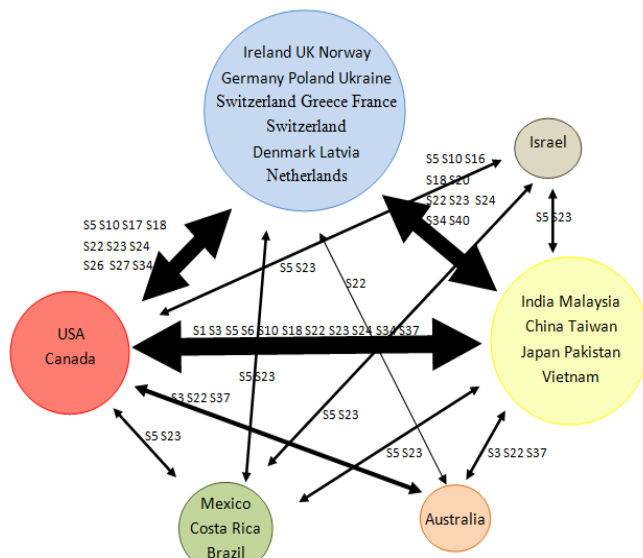 Ireland UK Norway
Germany Poland Ukraine
Switzerland Greece France
Switzerland
Denmark Latvia
Netherlands
Israel
S5 S10 S16
S18 S20
S22 S23 S24
S34 S40
S5 S10 S17 S18
S22 S23 S24
S26 S27 S34
S5 S23
S5 S23
S22
India Malaysia
China Taiwan
Japan Pakistan
Vietnam
USA
Canada
S1 S3 S5 S6 S10 S18 S22 S23 S24 S34 S37
S5 S23
S3 S22 S37
S5 S23
S5 S23
S5 S23
S3 S22 S37
Mexico
Costa Rica
Brazil
Australia